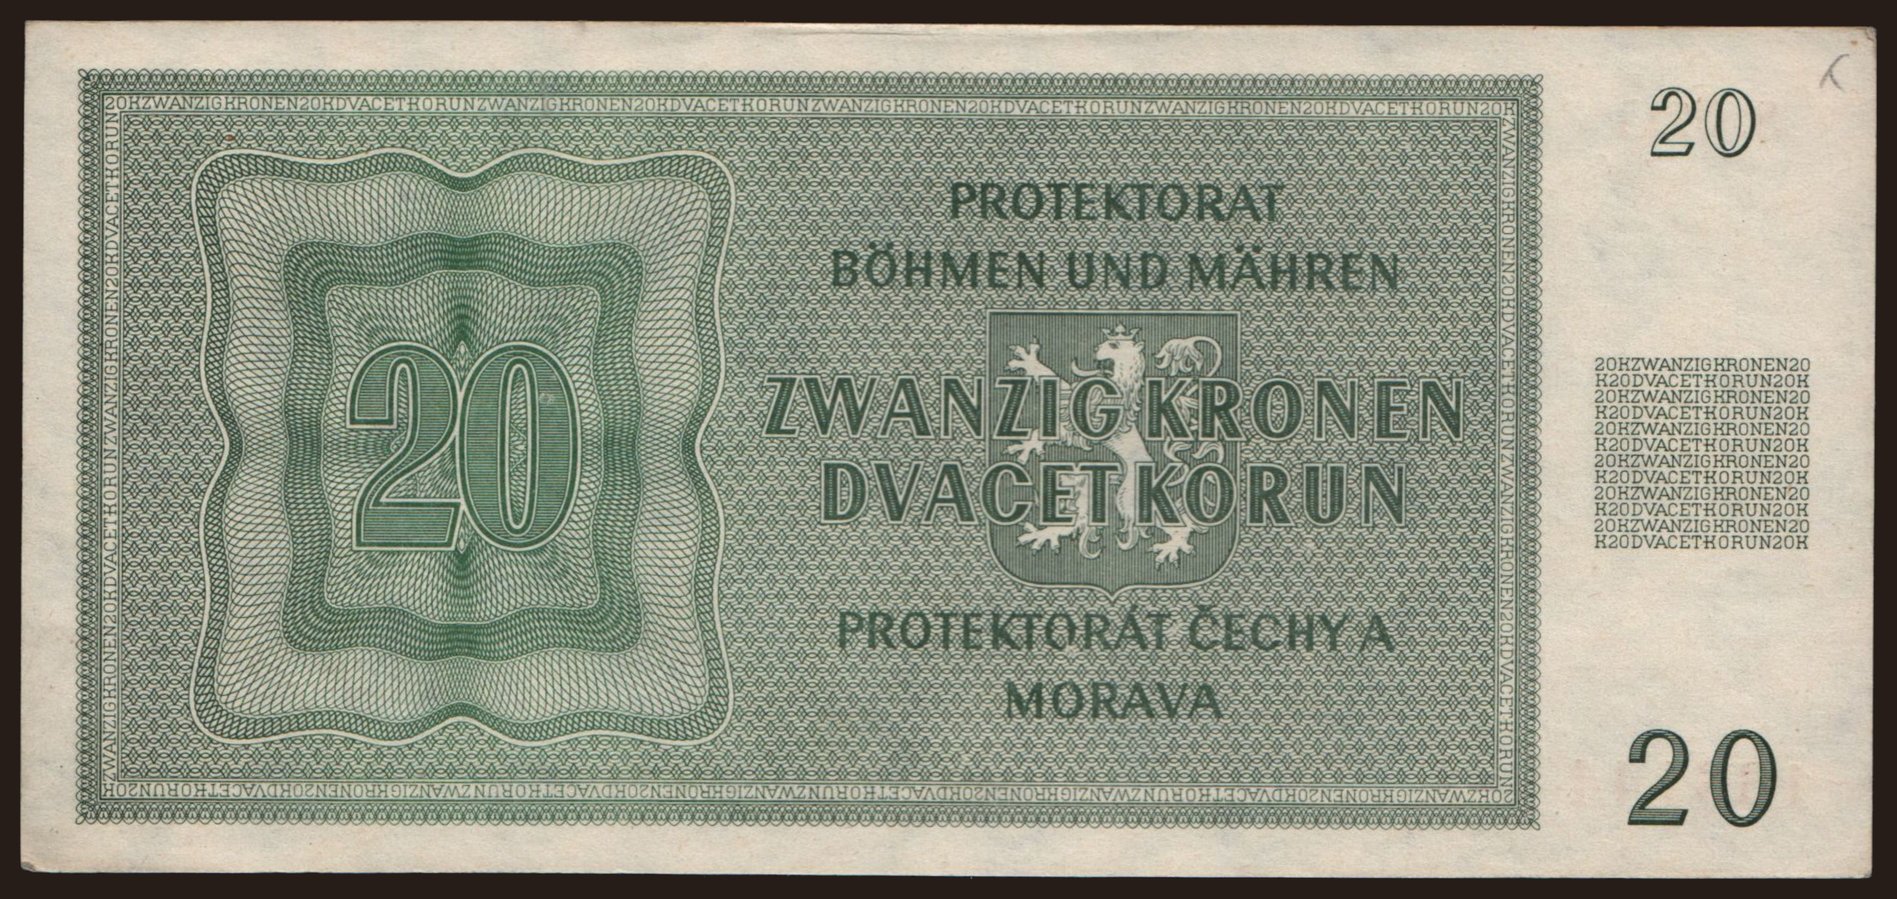 20KZWANZIGKRONEN20KDVACETKORUNZWANZIGKRONEN20KDVACETKORUNZWANZIGKRONEN20KDVACETKORUNZWANZIGKRONEN20KDVACETKORUN20K
20
PROTEKTORAT
BÖHMEN UND MÄHREN
20
ZWANZIG KRONEN
DVACET KORUN
PROTEKTORÁT ČECHY A
MORAVA
20KZWANZIGKRONEN20
K20DVACETKORUN20K
20KZWANZIGKRONEN20
K20DVACETKORUN20K
20KZWANZIGKRONEN20
K20DVACETKORUN20K
20KZWANZIGKRONEN20
K20DVACETKORUN20K
20KZWANZIGKRONEN20
K20DVACETKORUN20K
20KZWANZIGKRONEN20
K20DVACETKORUN20K
20